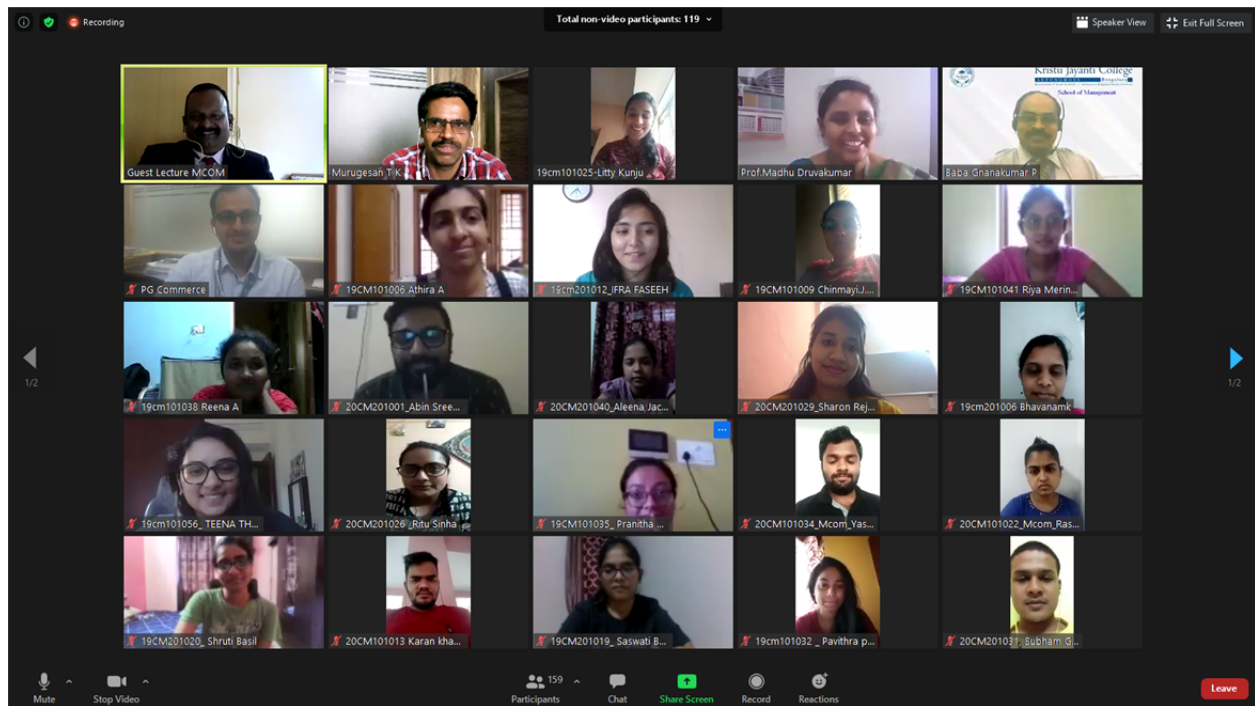 Recording
Total non-video participants: 119
Speaker View
Exit Full Screen
Kristu Jayanti College
School of Management
Guest Lecture MCOM
Murugesan T K
19cm101025-Litty Kunju
Prof.Madhu Druvakumar
Baba Gnanakumar P
PG Commerce
19CM101006 Athira A
19cm201012_IFRA FASEEH
19CM101009 Chinmayi.J....
19CM101041 Riya Merin...
19cm101038 Reena A
20CM201001_Abin Sree...
20CM201040_Aleena Jac...
20CM201029_Sharon Rej...
19cm201006 Bhavanamk
1/2
1/2
19cm101056_ TEENA TH...
20CM201026 _Ritu Sinha
19CM101035_ Pranitha ...
20CM101034_Mcom_Yas...
20CM101022_Mcom_Ras...
19CM201020_ Shruti Basil
20CM101013 Karan kha...
19CM201019_ Saswati B...
19cm101032 _ Pavithra p...
20CM201031_ Subham G...
Mute
Stop Video
159
Participants
Chat
Share Screen
Record
Reactions
Leave